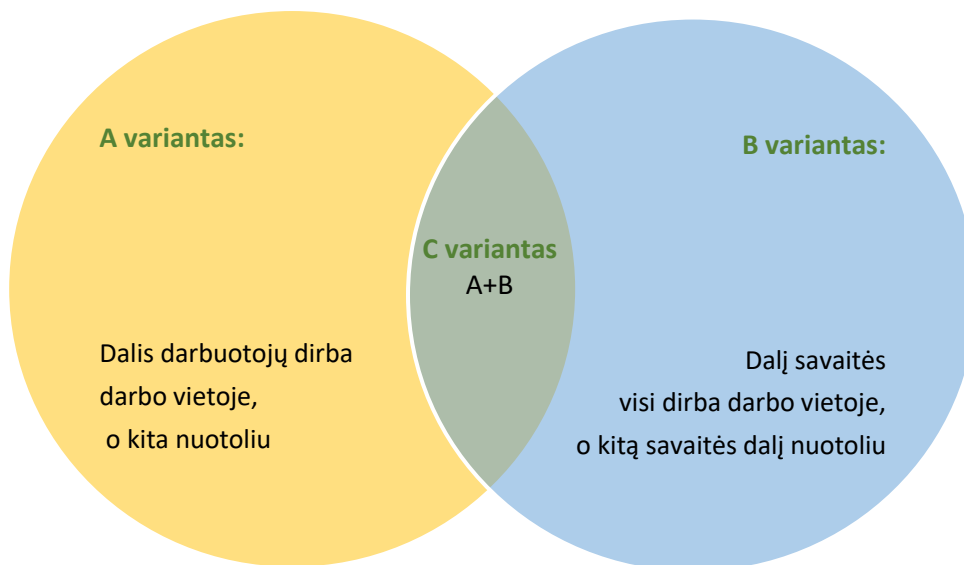 A variantas:
Dalis darbuotojų dirba
darbo vietoje,
o kita nuotoliu
C variantas
A+B
B variantas:
Dalį savaitės
visi dirba darbo vietoje,
o kitą savaitės dalį nuotoliu